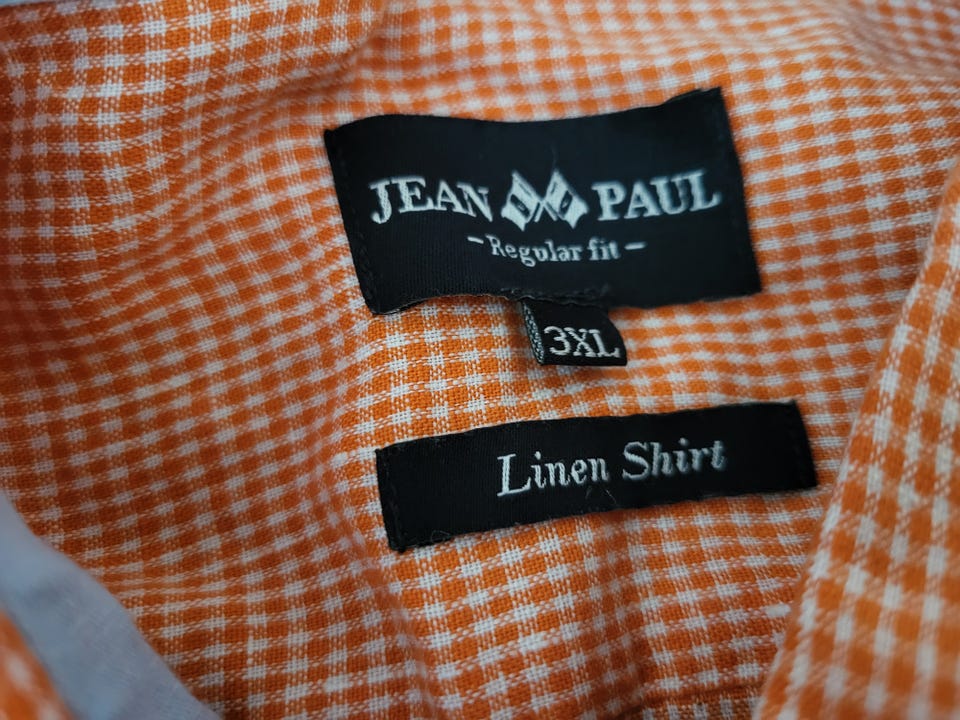 JEAN PAUL
- Regular fit -
3XL
Linen Shirt